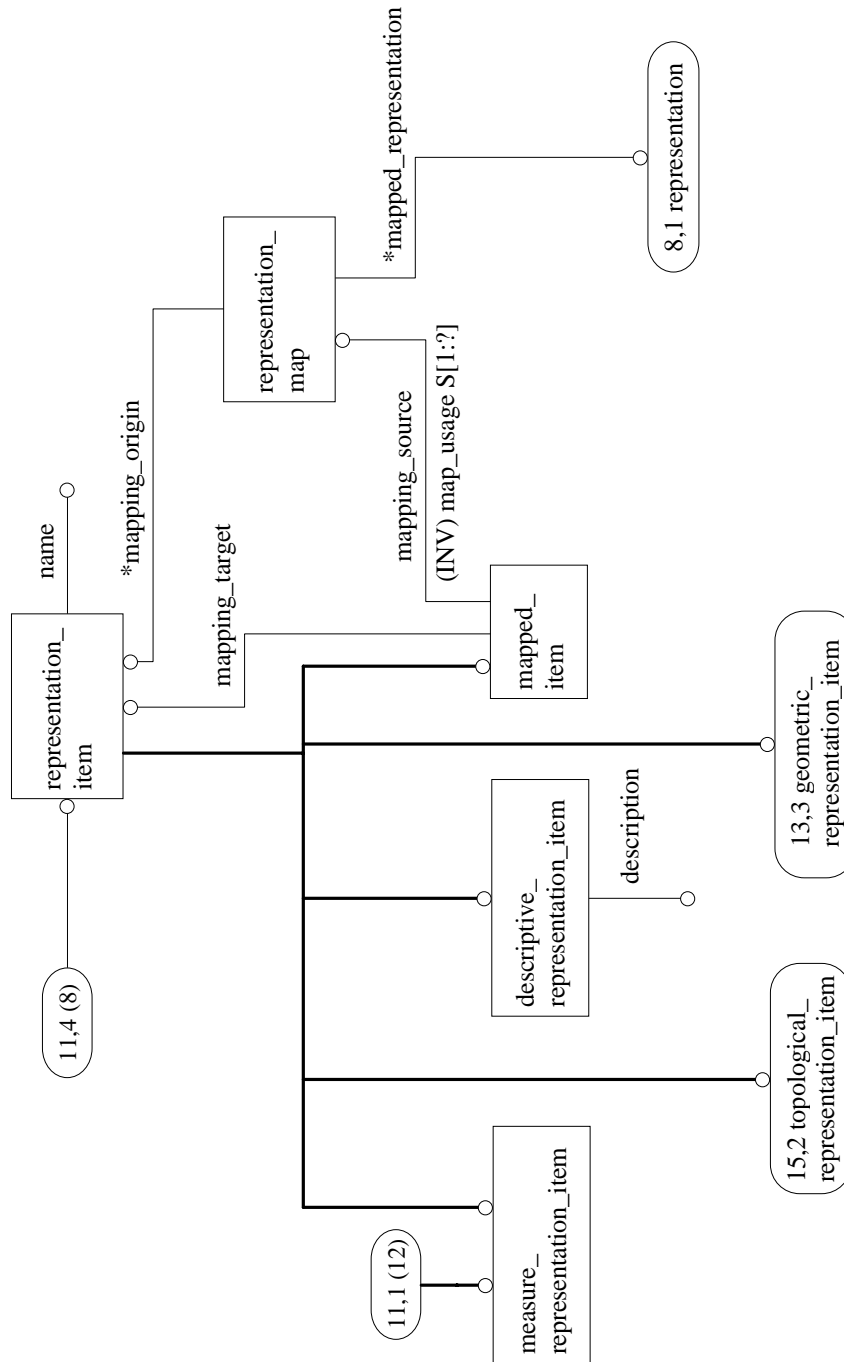 11,4 (8)
representation_
item
name
*mapping_origin
mapping_target
representation_
map
*mapped_representation
8,1 representation
mapping_source
(INV) map_usage S[1:?]
mapped_
item
11,1 (12)
measure_
representation_item
descriptive_
representation_item
description
15,2 topological_
representation_item
13,3 geometric_
representation_item